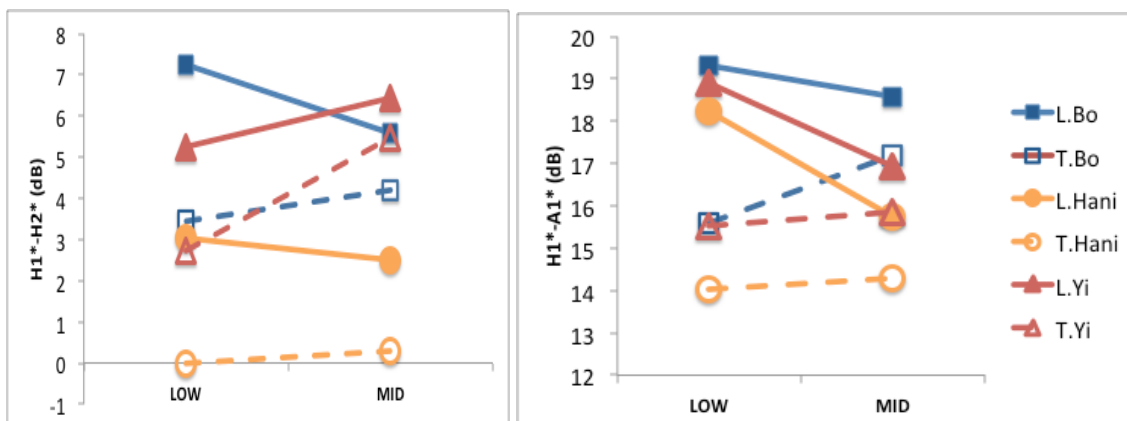 H1*-H2* (dB)
8
7
6
5
4
3
2
1
0
-1
LOW MID
H1*-A1* (dB)
20
19
18
17
16
15
14
13
12
LOW MID
L.Bo
T.Bo
L.Hani
T.Hani
L.Yi
T.Yi